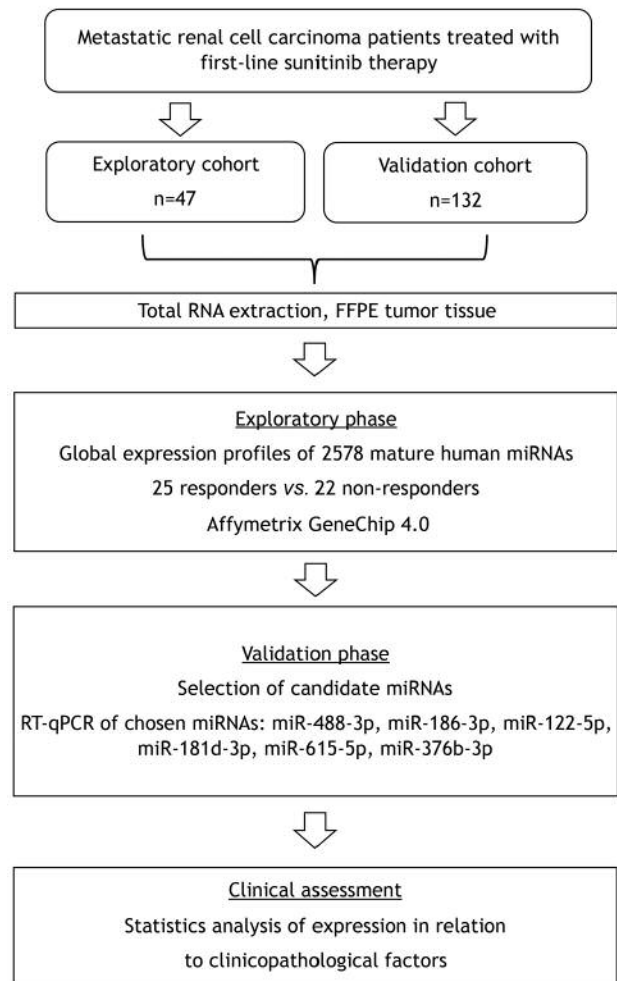 Metastatic renal cell carcinoma patients treated with
first-line sunitinib therapy
Exploratory cohort
n=47
Validation cohort
n=132
Total RNA extraction, FFPE tumor tissue
Exploratory phase
Global expression profiles of 2578 mature human miRNAs
25 responders vs. 22 non-responders
Affymetrix GeneChip 4.0
Validation phase
Selection of candidate miRNAs
RT-qPCR of chosen miRNAs: miR-488-3p, miR-186-3p, miR-122-5p,
miR-181d-3p, miR-615-5p, miR-376b-3p
Clinical assessment
Statistics analysis of expression in relation
to clinicopathological factors